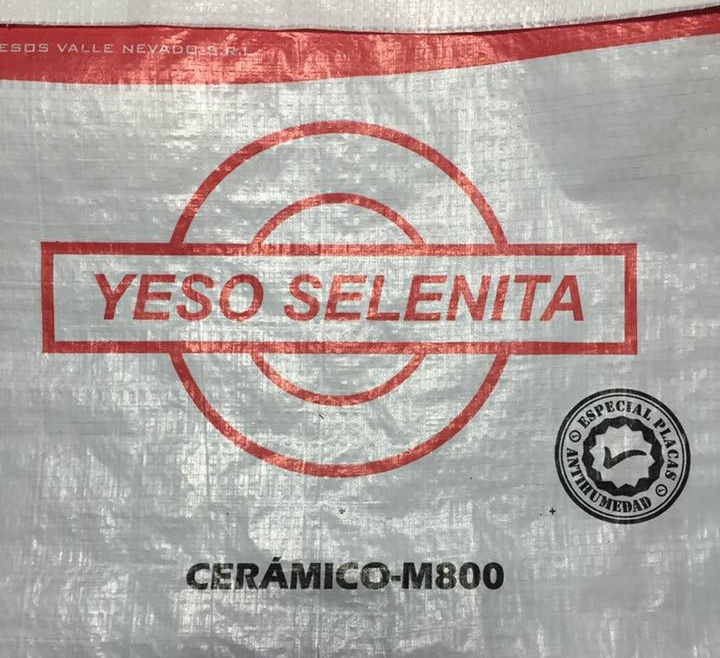 ESOS VALLE NEVADO S.R.L
YESO SELENITA
ESPECIAL PLACAS
ANTIHUMEDAD
CERÁMICO-M800